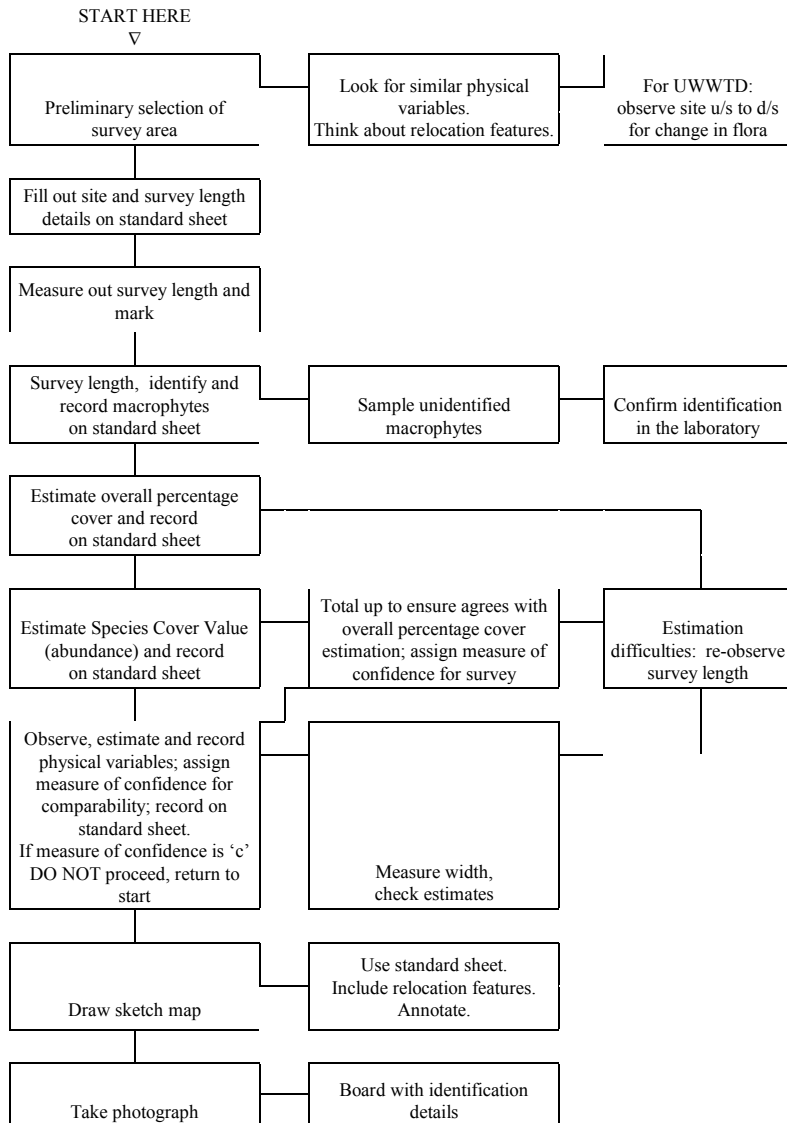 START HERE
∇
Preliminary selection of
survey area
Look for similar physical
variables.
Think about relocation features.
For UWWTD:
observe site u/s to d/s
for change in flora
Fill out site and survey length
details on standard sheet
Measure out survey length and
mark
Survey length, identify and
record macrophytes
on standard sheet
Sample unidentified
macrophytes
Confirm identification
in the laboratory
Estimate overall percentage
cover and record
on standard sheet
Estimate Species Cover Value
(abundance) and record
on standard sheet
Total up to ensure agrees with
overall percentage cover
estimation; assign measure of
confidence for survey
Estimation
difficulties: re-observe
survey length
Observe, estimate and record
physical variables; assign
measure of confidence for
comparability; record on
standard sheet.
If measure of confidence is ‘c’
DO NOT proceed, return to
start
Measure width,
check estimates
Draw sketch map
Use standard sheet.
Include relocation features.
Annotate.
Take photograph
Board with identification
details